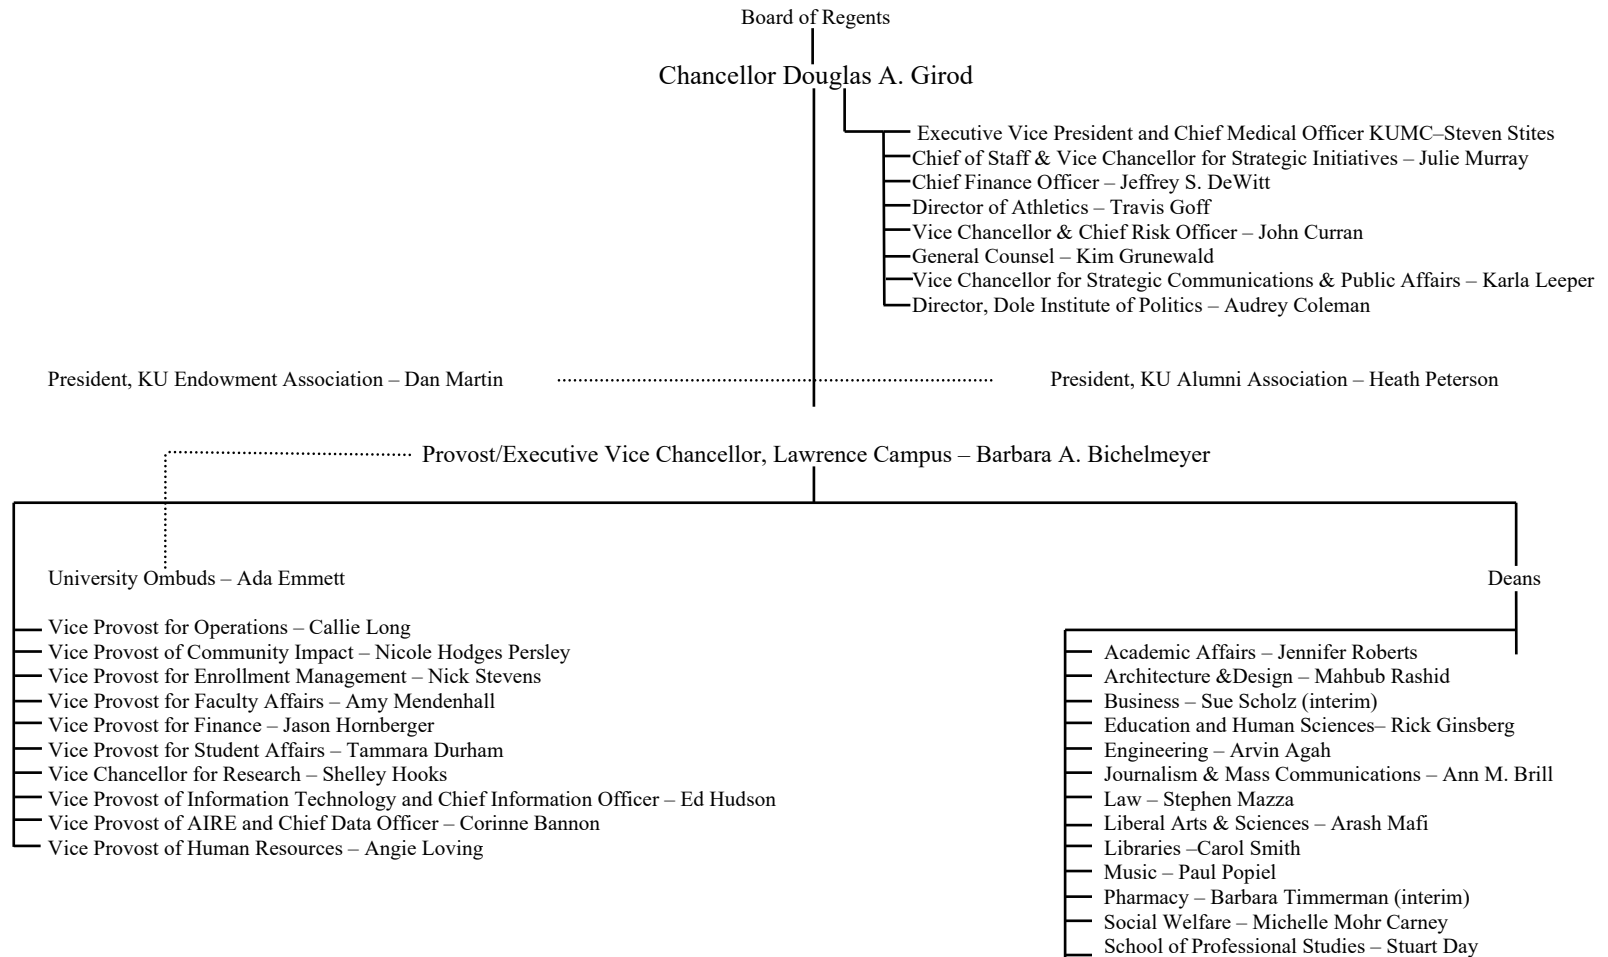 Board of Regents
Chancellor Douglas A. Girod
Executive Vice President and Chief Medical Officer KUMC–Steven Stites
Chief of Staff & Vice Chancellor for Strategic Initiatives – Julie Murray
Chief Finance Officer – Jeffrey S. DeWitt
Director of Athletics – Travis Goff
Vice Chancellor & Chief Risk Officer – John Curran
General Counsel – Kim Grunewald
Vice Chancellor for Strategic Communications & Public Affairs – Karla Leeper
Director, Dole Institute of Politics – Audrey Coleman
President, KU Endowment Association – Dan Martin
President, KU Alumni Association – Heath Peterson
Provost/Executive Vice Chancellor, Lawrence Campus – Barbara A. Bichelmeyer
University Ombuds – Ada Emmett
Vice Provost for Operations – Callie Long
Vice Provost of Community Impact – Nicole Hodges Persley
Vice Provost for Enrollment Management – Nick Stevens
Vice Provost for Faculty Affairs – Amy Mendenhall
Vice Provost for Finance – Jason Hornberger
Vice Provost for Student Affairs – Tammara Durham
Vice Chancellor for Research – Shelley Hooks
Vice Provost of Information Technology and Chief Information Officer – Ed Hudson
Vice Provost of AIRE and Chief Data Officer – Corinne Bannon
Vice Provost of Human Resources – Angie Loving
Deans
Academic Affairs – Jennifer Roberts
Architecture &Design – Mahbub Rashid
Business – Sue Scholz (interim)
Education and Human Sciences– Rick Ginsberg
Engineering – Arvin Agah
Journalism & Mass Communications – Ann M. Brill
Law – Stephen Mazza
Liberal Arts & Sciences – Arash Mafi
Libraries –Carol Smith
Music – Paul Popiel
Pharmacy – Barbara Timmerman (interim)
Social Welfare – Michelle Mohr Carney
School of Professional Studies – Stuart Day